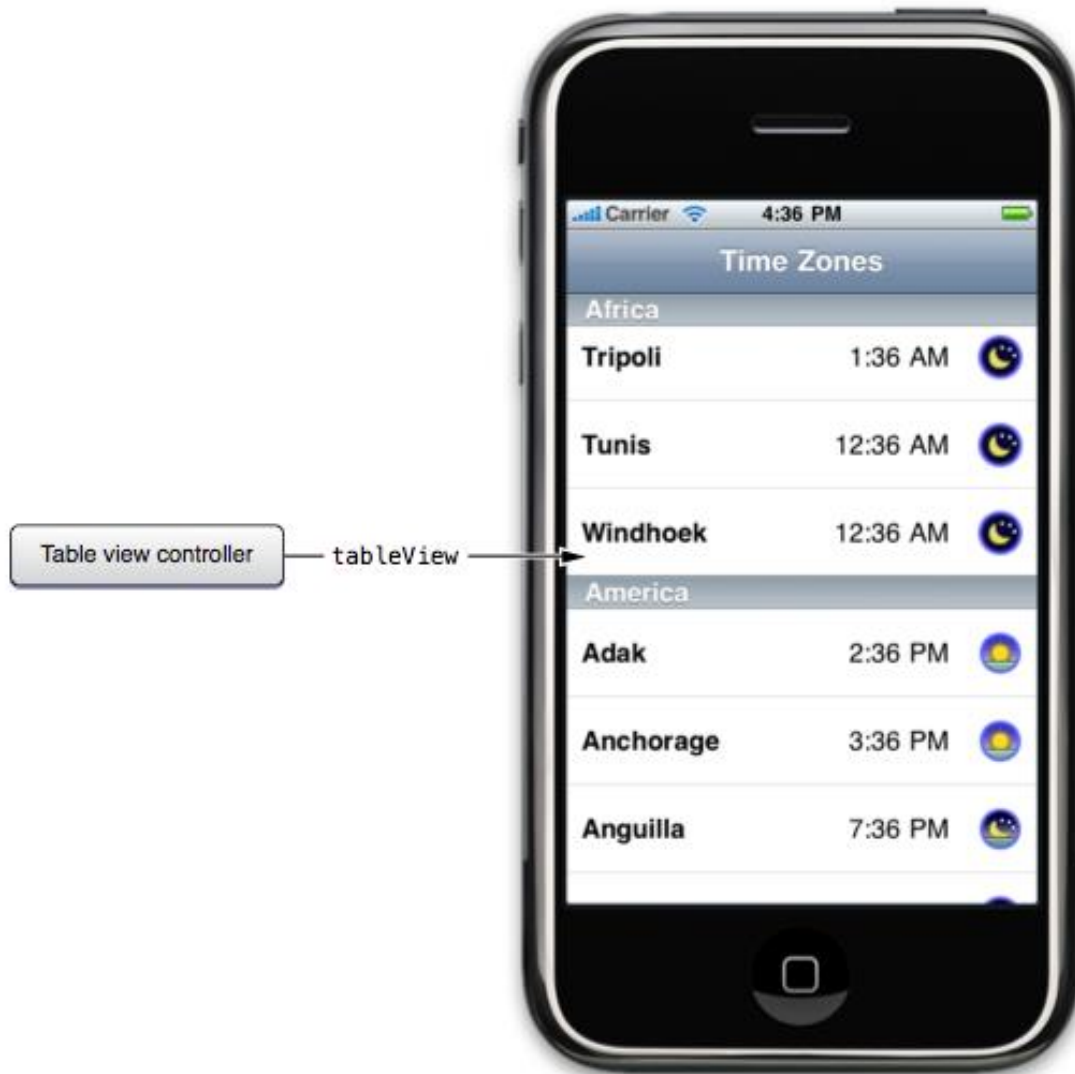 Carrier 4:36 PM
Time Zones
Africa
Tripoli 1:36 AM
Tunis 12:36 AM
Windhoek 12:36 AM
Table view controller tableView
America
Adak 2:36 PM
Anchorage 3:36 PM
Anguilla 7:36 PM